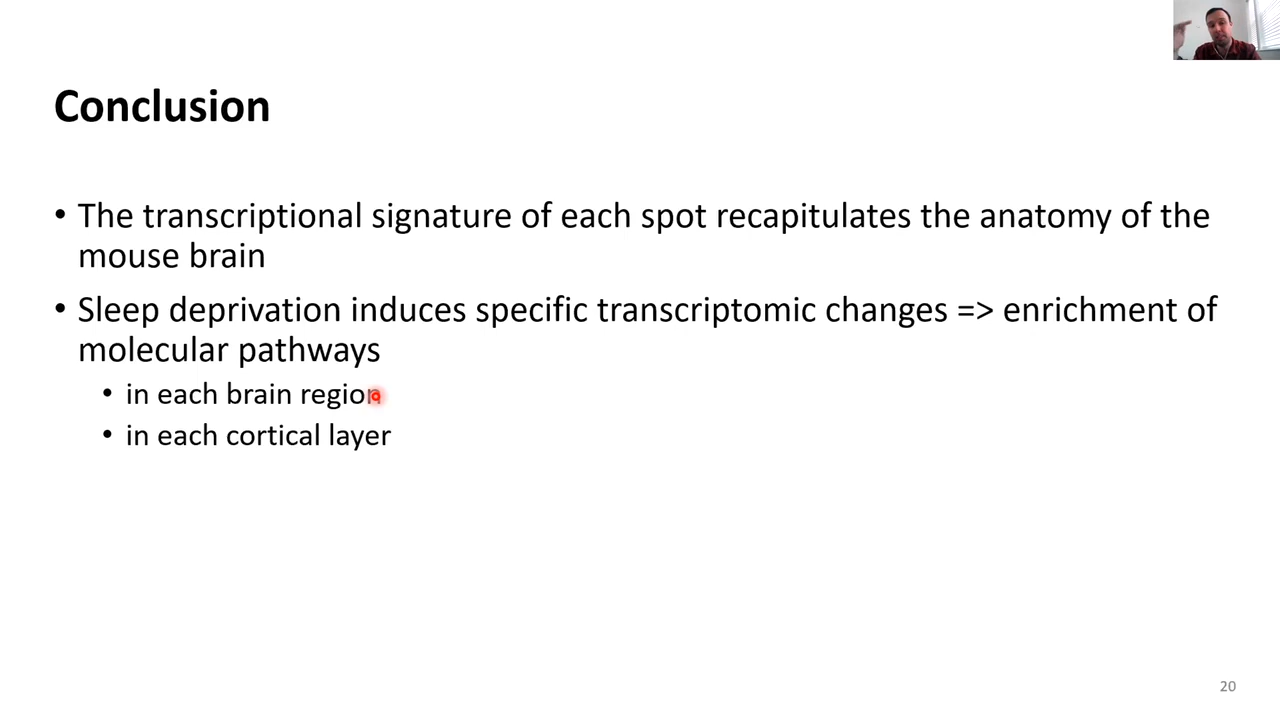 Conclusion
• The transcriptional signature of each spot recapitulates the anatomy of the
mouse brain
• Sleep deprivation induces specific transcriptomic changes => enrichment of
molecular pathways
• in each brain region
• in each cortical layer
20